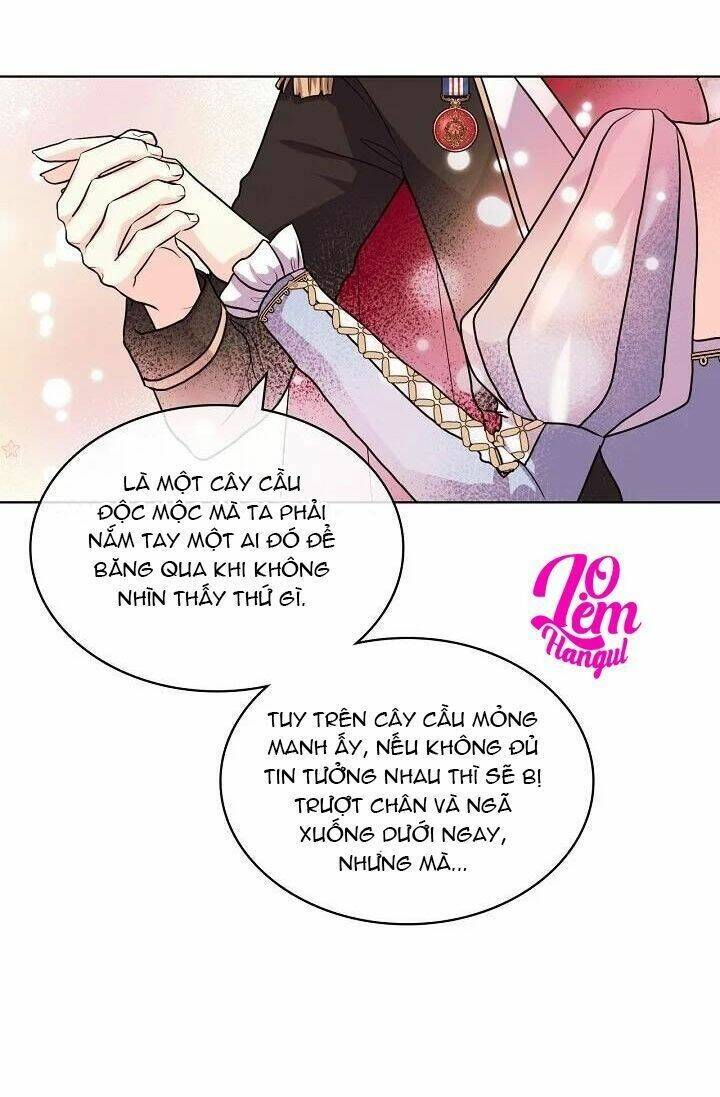 LÀ MỘT CÂY CẦU
ĐỘC MỘC MÀ TA PHẢI
NẮM TAY MỘT AI ĐÓ ĐỂ
BĂNG QUA KHI KHÔNG
NHÌN THẤY THỨ GÌ.
LO
Lem
Hangul
TUY TRÊN CÂY CẦU MỎNG
MANH ẤY, NẾU KHÔNG ĐỦ
TIN TƯỞNG NHAU THÌ SẼ BỊ
TRƯỢT CHÂN VÀ NGÃ
XUỐNG DƯỚI NGAY,
NHƯNG MÀ...